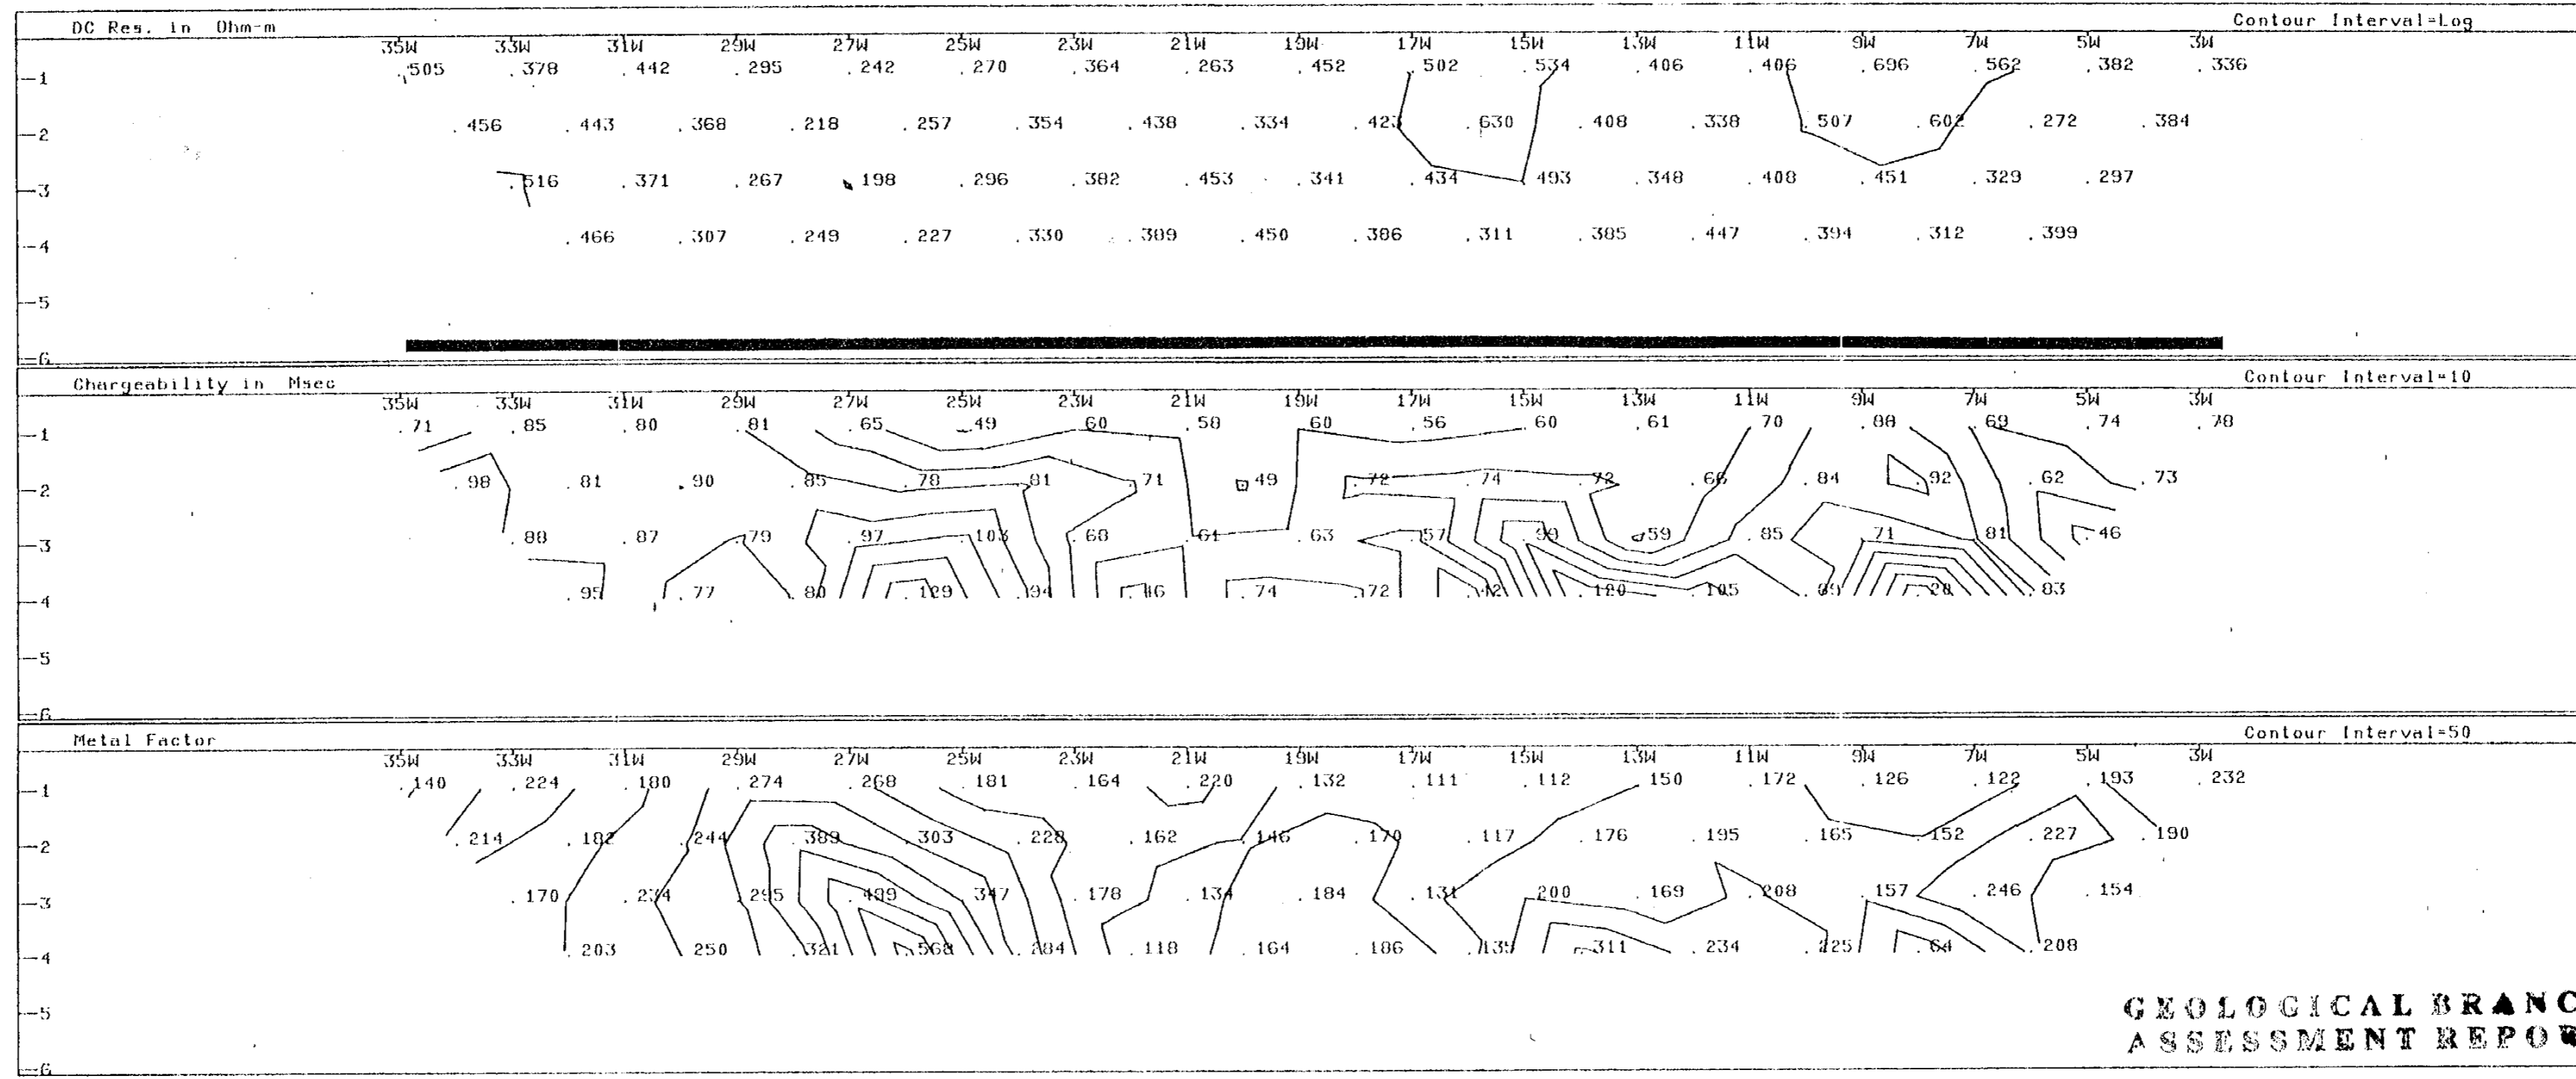 DC Res. in Ohm-m Contour Interval=Log
35W 33W 31W 29W 27W 25W 23W 21W 19W 17W 15W 13W 11W 9W 7W 5W 3W
-1 .505 .378 .442 .295 .242 .270 .364 .263 .452 .502 .534 .406 .406 .696 .562 .382 .336
-2 .456 .443 .368 .218 .257 .354 .438 .334 .423 .630 .408 .338 .507 .602 .272 .384
-3 .516 .371 .267 .198 .296 .382 .453 .341 .434 .493 .348 .408 .451 .329 .297
-4 .466 .307 .249 .227 .330 .389 .450 .386 .311 .385 .447 .394 .312 .399
-5
-6
Chargeability in Msec Contour Interval=10
35W 33W 31W 29W 27W 25W 23W 21W 19W 17W 15W 13W 11W 9W 7W 5W 3W
-1 .71 .85 .80 .81 .65 .49 .60 .58 .60 .56 .60 .61 .70 .88 .69 .74 .78
-2 .98 .81 .90 .85 .78 .81 .71 .49 .72 .74 .72 .66 .84 .92 .62 .73
-3 .88 .87 .79 .97 .103 .68 .61 .63 .57 .99 .59 .85 .71 .81 .46
-4 .95 .77 .80 .129 .94 .46 .74 .72 .42 .120 .105 .89 .20 .83
-5
-6
Metal Factor Contour Interval=50
35W 33W 31W 29W 27W 25W 23W 21W 19W 17W 15W 13W 11W 9W 7W 5W 3W
-1 .140 .224 .180 .274 .268 .181 .164 .220 .132 .111 .112 .150 .172 .126 .122 .193 .232
-2 .214 .182 .244 .389 .303 .228 .162 .146 .170 .117 .176 .195 .165 .152 .227 .190
-3 .170 .234 .295 .489 .347 .178 .134 .184 .131 .200 .169 .208 .157 .246 .154
-4 .203 .250 .321 .568 .284 .118 .164 .186 .135 .311 .234 .225 .64 .208
-5
-6
GEOLOGICAL BRANC
ASSESSMENT REPO